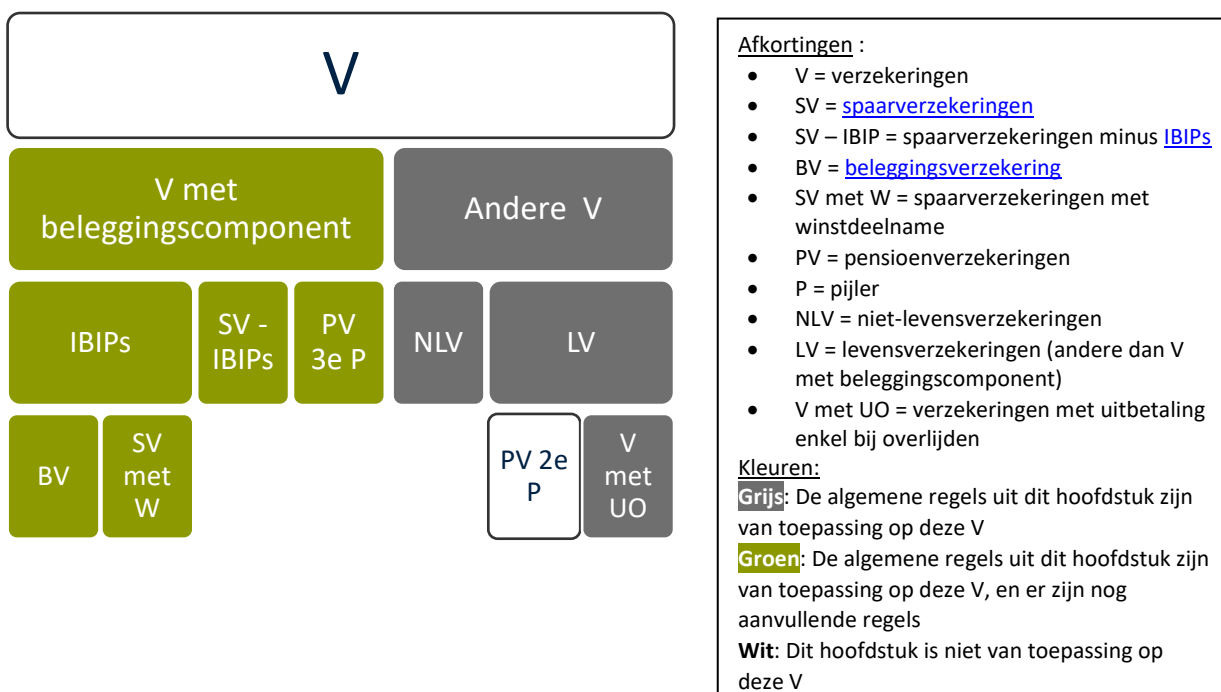 V
V met
beleggingscomponent
Andere V
IBIPs
SV -
IBIPs
PV
3e P
NLV
LV
BV
SV
met
W
PV 2e
P
V
met
UO
Afkortingen :
• V = verzekeringen
• SV = spaarverzekeringen
• SV – IBIP = spaarverzekeringen minus IBIPs
• BV = beleggingsverzekering
• SV met W = spaarverzekeringen met
winstdeelname
• PV = pensioenverzekeringen
• P = pijler
• NLV = niet-levensverzekeringen
• LV = levensverzekeringen (andere dan V
met beleggingscomponent)
• V met UO = verzekeringen met uitbetaling
enkel bij overlijden
Kleuren:
Grijs: De algemene regels uit dit hoofdstuk zijn
van toepassing op deze V
Groen: De algemene regels uit dit hoofdstuk zijn
van toepassing op deze V, en er zijn nog
aanvullende regels
Wit: Dit hoofdstuk is niet van toepassing op
deze V